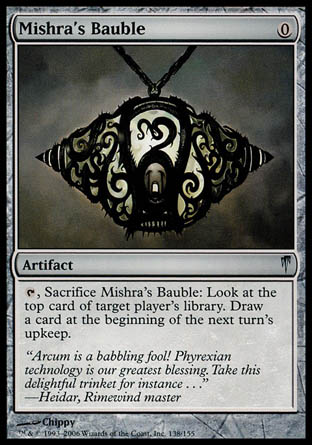 Mishra's Bauble 0
Artifact
, Sacrifice Mishra's Bauble: Look at the
top card of target player's library. Draw
a card at the beginning of the next turn's
upkeep.
"Arcum is a babbling fool! Phyrexian
technology is our greatest blessing. Take this
delightful trinket for instance . . ."
—Heidar, Rimewind master
Chippy
™ & © 1993–2006 Wizards of the Coast, Inc. 138/155